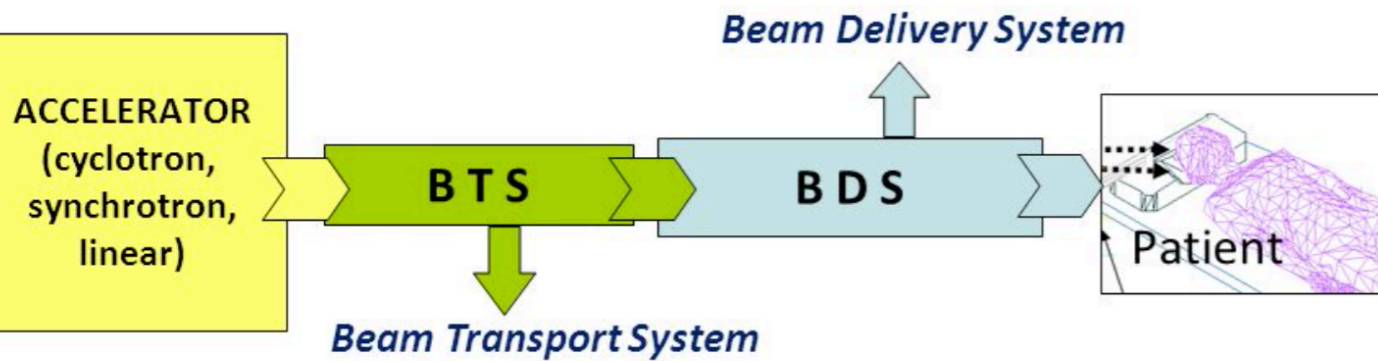 Beam Delivery System
ACCELERATOR
(cyclotron,
synchrotron,
linear)
B T S
B D S
Patient
Beam Transport System